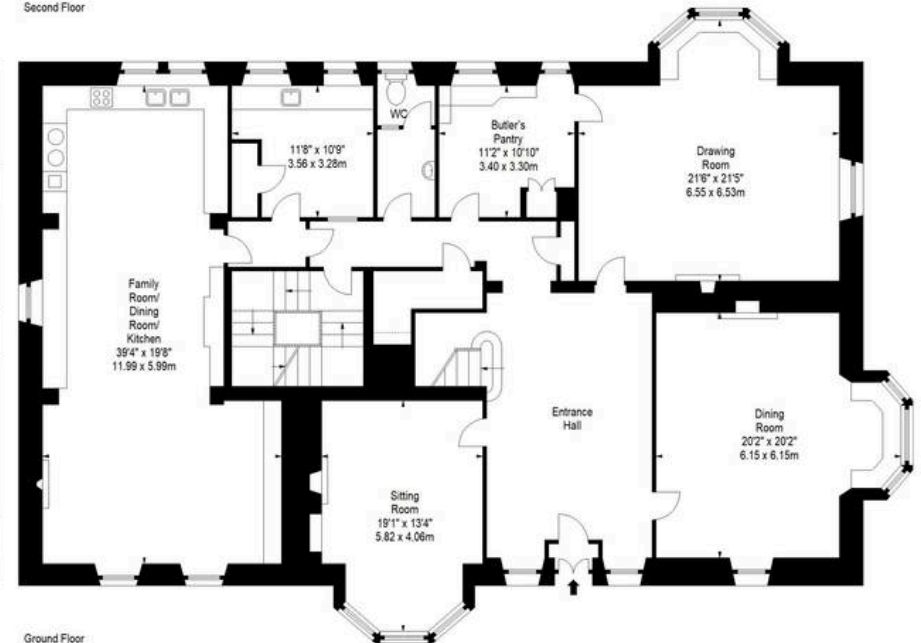 Second Floor
WC
11'8" x 10'9"
3.56 x 3.28m
Butler's
Pantry
11'2" x 10'10"
3.40 x 3.30m
Drawing
Room
21'6" x 21'5"
6.55 x 6.53m
Family
Room/
Dining
Room/
Kitchen
39'4" x 19'8"
11.99 x 5.99m
Entrance
Hall
Dining
Room
20'2" x 20'2"
6.15 x 6.15m
Sitting
Room
19'1" x 13'4"
5.82 x 4.06m
Ground Floor